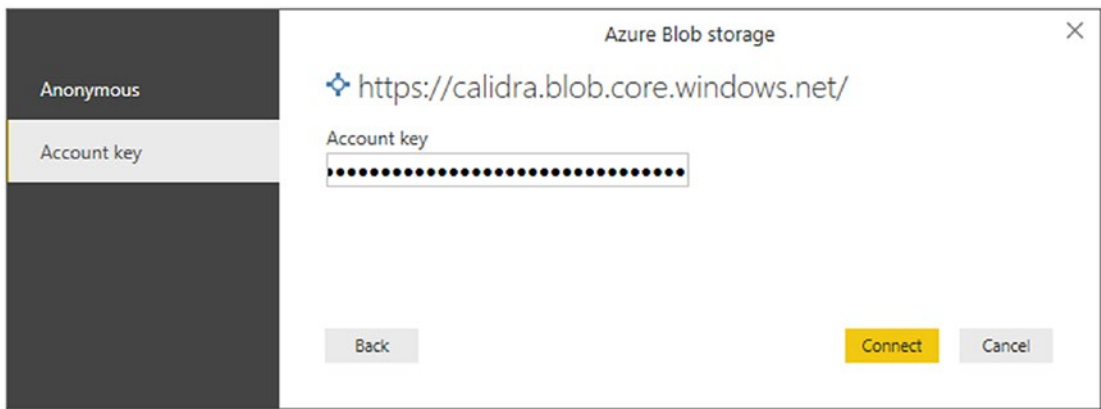 Azure Blob storage
Anonymous
Account key
https://calidra.blob.core.windows.net/
Account key
••••••••••••••••••••••••••••••••
Back
Connect
Cancel